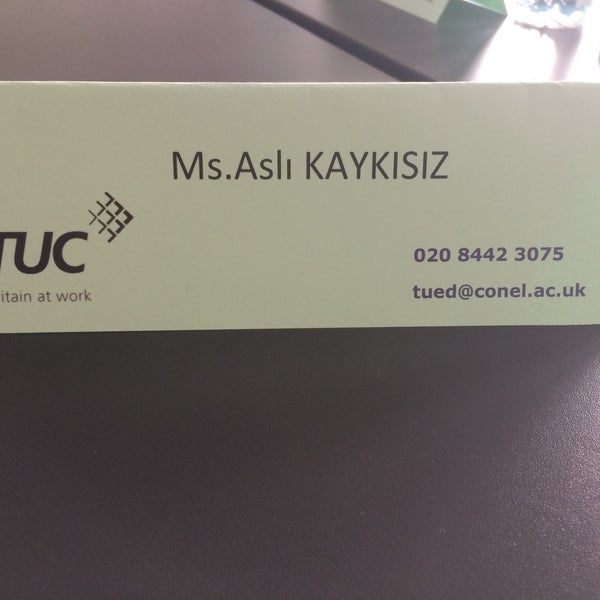 Ms.Aslı KAYKISIZ
TUC
itain at work
020 8442 3075
tued@conel.ac.uk